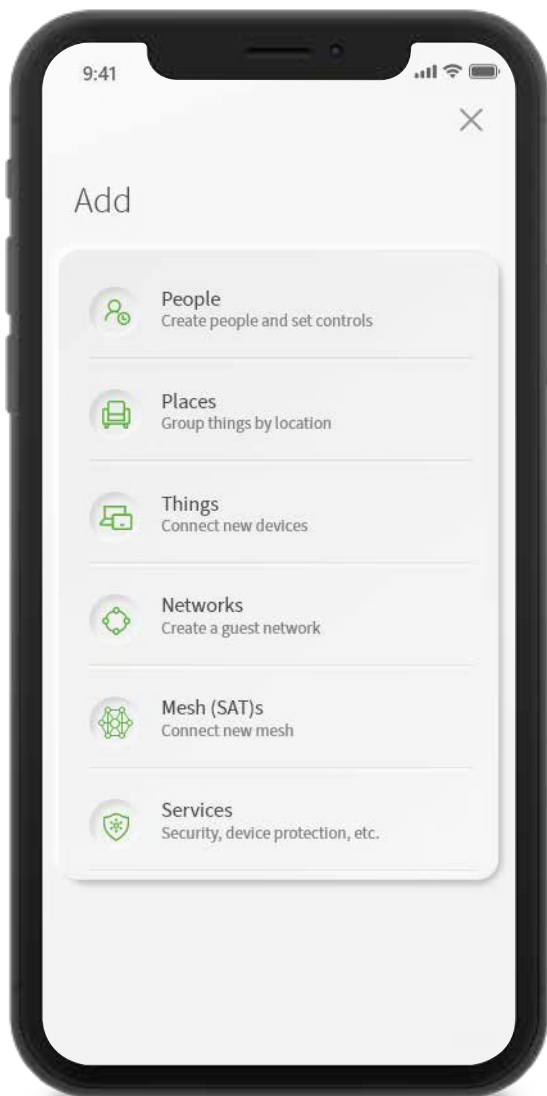 9:41
Add
People
Create people and set controls
Places
Group things by location
Things
Connect new devices
Networks
Create a guest network
Mesh (SAT)s
Connect new mesh
Services
Security, device protection, etc.